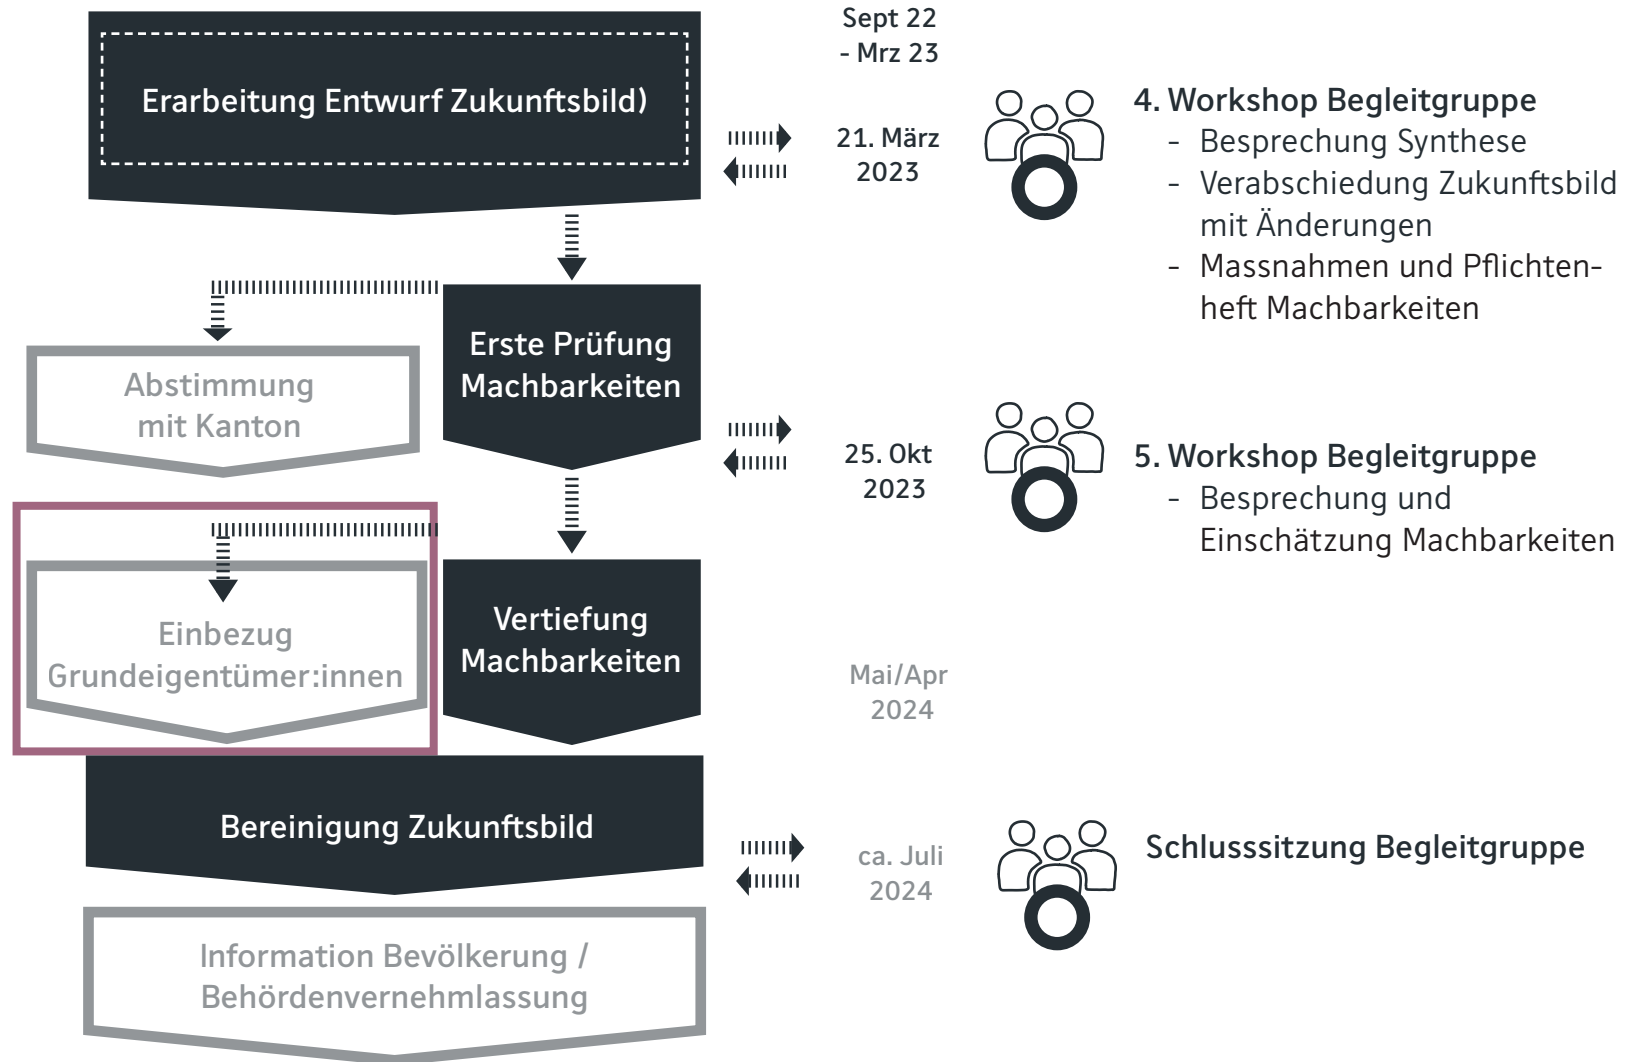 Sept 22
- Mrz 23
Erarbeitung Entwurf Zukunftsbild)
21. März
2023
4. Workshop Begleitgruppe
- Besprechung Synthese
- Verabschiedung Zukunftsbild
mit Änderungen
- Massnahmen und Pflichten-
heft Machbarkeiten
Erste Prüfung
Machbarkeiten
Abstimmung
mit Kanton
25. Okt
2023
5. Workshop Begleitgruppe
- Besprechung und
Einschätzung Machbarkeiten
Einbezug
Grundeigentümer:innen
Vertiefung
Machbarkeiten
Mai/Apr
2024
Bereinigung Zukunftsbild
ca. Juli
2024
Schlusssitzung Begleitgruppe
Information Bevölkerung /
Behördenvernehmlassung